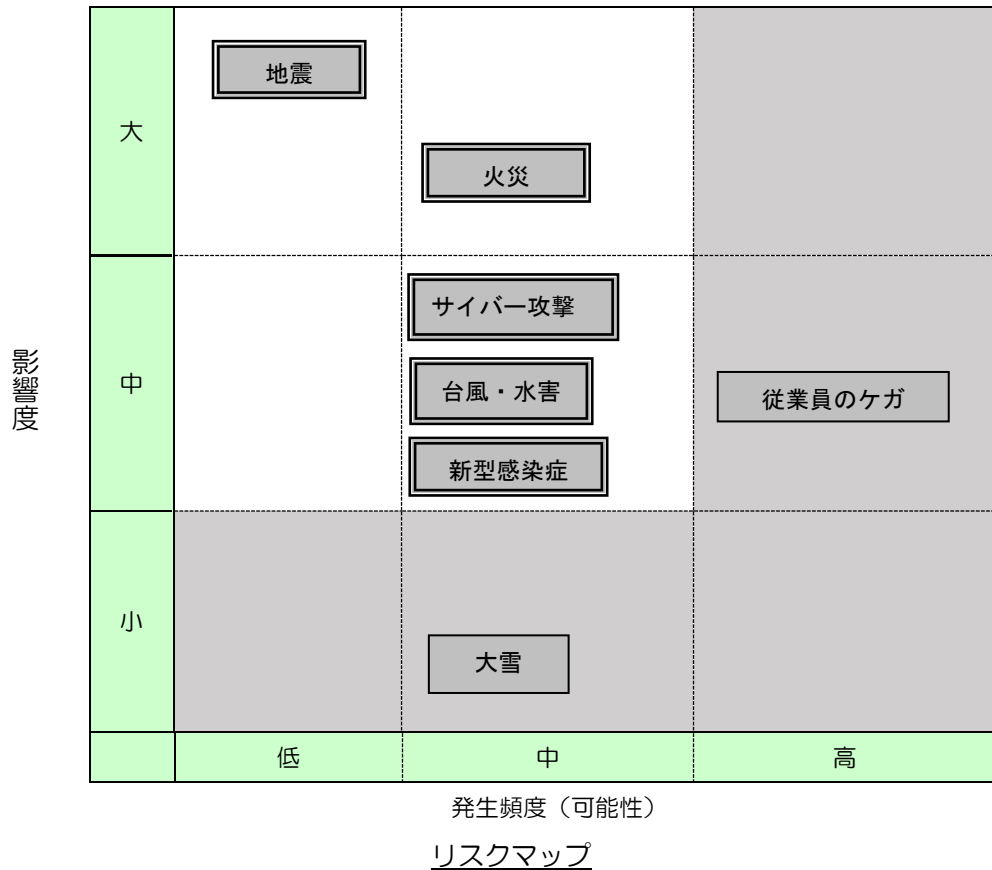 地震
大
火災
サイバー攻撃
影響度
中
台風・水害
従業員のケガ
新型感染症
小
大雪
低
中
高
発生頻度（可能性）
リスクマップ